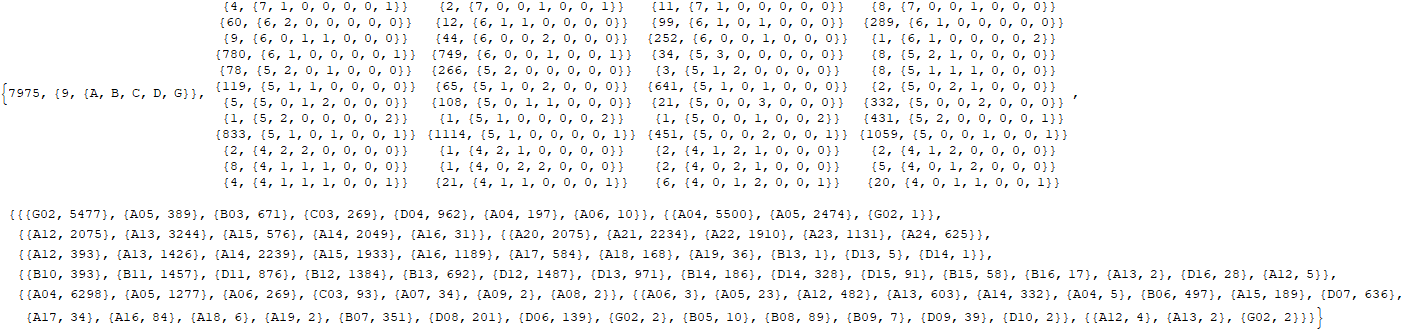 {4, {7, 1, 0, 0, 0, 0, 0, 1}} {2, {7, 0, 0, 1, 0, 0, 1}} {11, {7, 1, 0, 0, 0, 0, 0}} {8, {7, 0, 0, 1, 0, 0, 0}}
{60, {6, 2, 0, 0, 0, 0, 0}} {12, {6, 1, 1, 0, 0, 0, 0}} {99, {6, 1, 0, 1, 0, 0, 0}} {289, {6, 1, 0, 0, 0, 0, 0}}
{9, {6, 0, 1, 1, 0, 0, 0}} {44, {6, 0, 0, 2, 0, 0, 0}} {252, {6, 0, 0, 1, 0, 0, 0}} {1, {6, 1, 0, 0, 0, 0, 2}}
{780, {6, 1, 0, 0, 0, 0, 1}} {749, {6, 0, 0, 1, 0, 0, 1}} {34, {5, 3, 0, 0, 0, 0, 0}} {8, {5, 2, 1, 0, 0, 0, 0}}
{78, {5, 2, 0, 1, 0, 0, 0}} {266, {5, 2, 0, 0, 0, 0, 0}} {3, {5, 1, 2, 0, 0, 0, 0}} {8, {5, 1, 1, 1, 0, 0, 0}}
{7975, {9, {A, B, C, D, G}}, {119, {5, 1, 1, 0, 0, 0, 0}} {65, {5, 1, 0, 2, 0, 0, 0}} {641, {5, 1, 0, 1, 0, 0, 0}} {2, {5, 0, 2, 1, 0, 0, 0}} ,
{5, {5, 0, 1, 2, 0, 0, 0}} {108, {5, 0, 1, 1, 0, 0, 0}} {21, {5, 0, 0, 3, 0, 0, 0}} {332, {5, 0, 0, 2, 0, 0, 0}}
{1, {5, 2, 0, 0, 0, 0, 2}} {1, {5, 1, 0, 0, 0, 0, 2}} {1, {5, 0, 0, 1, 0, 0, 2}} {431, {5, 2, 0, 0, 0, 0, 1}}
{833, {5, 1, 0, 1, 0, 0, 1}} {1114, {5, 1, 0, 0, 0, 0, 1}} {451, {5, 0, 0, 2, 0, 0, 1}} {1059, {5, 0, 0, 1, 0, 0, 1}}
{2, {4, 2, 2, 0, 0, 0, 0}} {1, {4, 2, 1, 0, 0, 0, 0}} {2, {4, 1, 2, 1, 0, 0, 0}} {2, {4, 1, 2, 0, 0, 0, 0}}
{8, {4, 1, 1, 1, 0, 0, 0}} {1, {4, 0, 2, 2, 0, 0, 0}} {2, {4, 0, 2, 1, 0, 0, 0}} {5, {4, 0, 1, 2, 0, 0, 0}}
{4, {4, 1, 1, 1, 0, 0, 1}} {21, {4, 1, 1, 0, 0, 0, 1}} {6, {4, 0, 1, 2, 0, 0, 1}} {20, {4, 0, 1, 1, 0, 0, 1}}
{{{G02, 5477}, {A05, 389}, {B03, 671}, {C03, 269}, {D04, 962}, {A04, 197}, {A06, 10}}, {{A04, 5500}, {A05, 2474}, {G02, 1}},
{{A12, 2075}, {A13, 3244}, {A15, 576}, {A14, 2049}, {A16, 31}}, {{A20, 2075}, {A21, 2234}, {A22, 1910}, {A23, 1131}, {A24, 625}},
{{A12, 393}, {A13, 1426}, {A14, 2239}, {A15, 1933}, {A16, 1189}, {A17, 584}, {A18, 168}, {A19, 36}, {B13, 1}, {D13, 5}, {D14, 1}},
{{B10, 393}, {B11, 1457}, {D11, 876}, {B12, 1384}, {B13, 692}, {D12, 1487}, {D13, 971}, {B14, 186}, {D14, 328}, {D15, 91}, {B15, 58}, {B16, 17}, {A13, 2}, {D16, 28}, {A12, 5}},
{{A04, 6298}, {A05, 1277}, {A06, 269}, {C03, 93}, {A07, 34}, {A09, 2}, {A08, 2}}, {{A06, 3}, {A05, 23}, {A12, 482}, {A13, 603}, {A14, 332}, {A04, 5}, {B06, 497}, {A15, 189}, {D07, 636},
{A17, 34}, {A16, 84}, {A18, 6}, {A19, 2}, {B07, 351}, {D08, 201}, {D06, 139}, {G02, 2}, {B05, 10}, {B08, 89}, {B09, 7}, {D09, 39}, {D10, 2}}, {{A12, 4}, {A13, 2}, {G02, 2}}}}